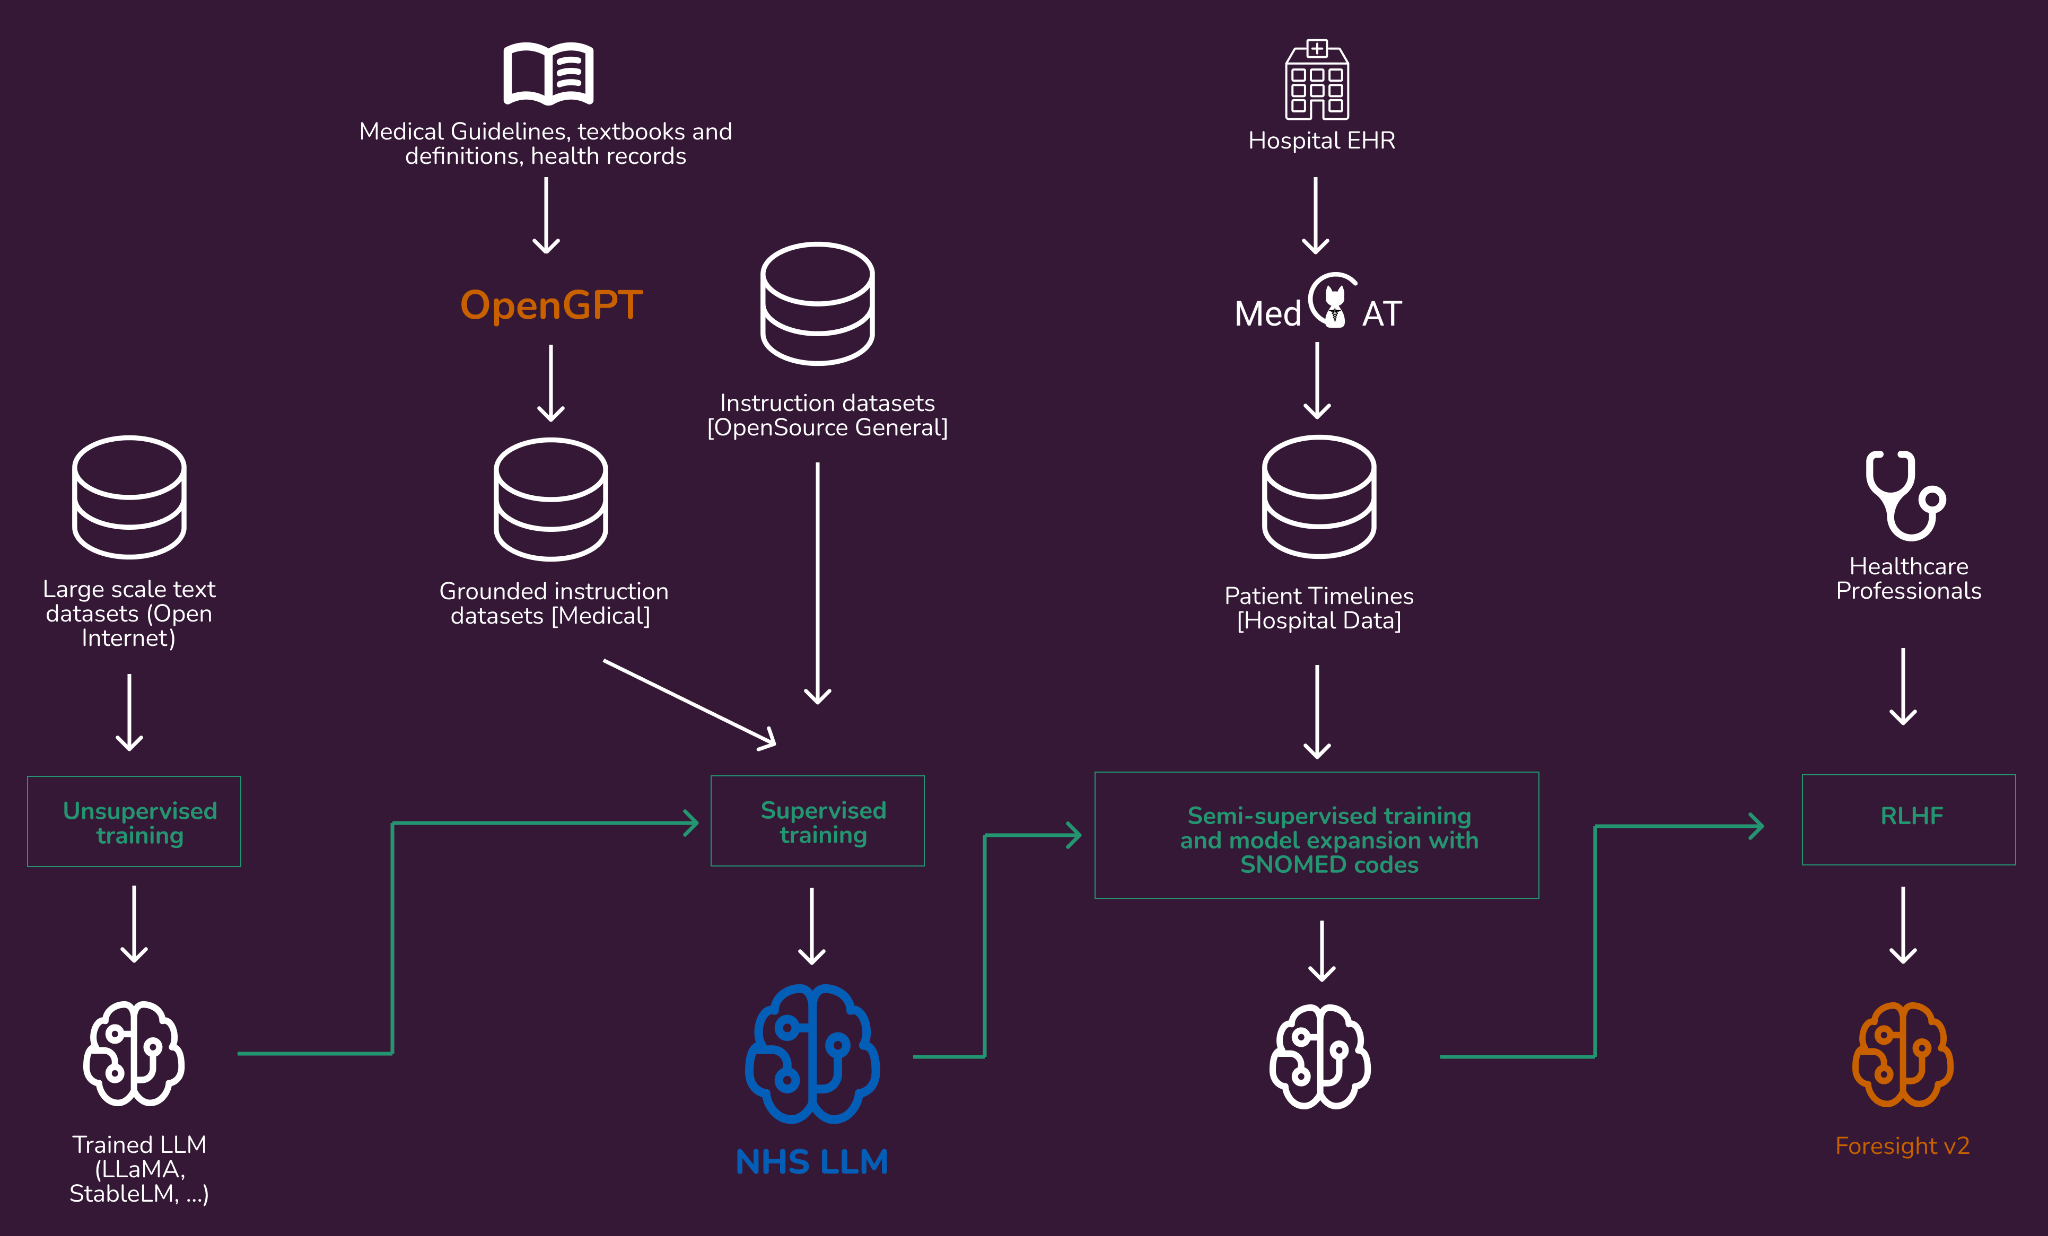 Medical Guidelines, textbooks and
definitions, health records
Hospital EHR
OpenGPT
Med AT
Instruction datasets
[OpenSource General]
Large scale text
datasets (Open
Internet)
Grounded instruction
datasets [Medical]
Patient Timelines
[Hospital Data]
Healthcare
Professionals
Unsupervised
training
Supervised
training
Semi-supervised training
and model expansion with
SNOMED codes
RLHF
Trained LLM
(LLaMA,
StableLM, ...)
NHS LLM
Foresight v2